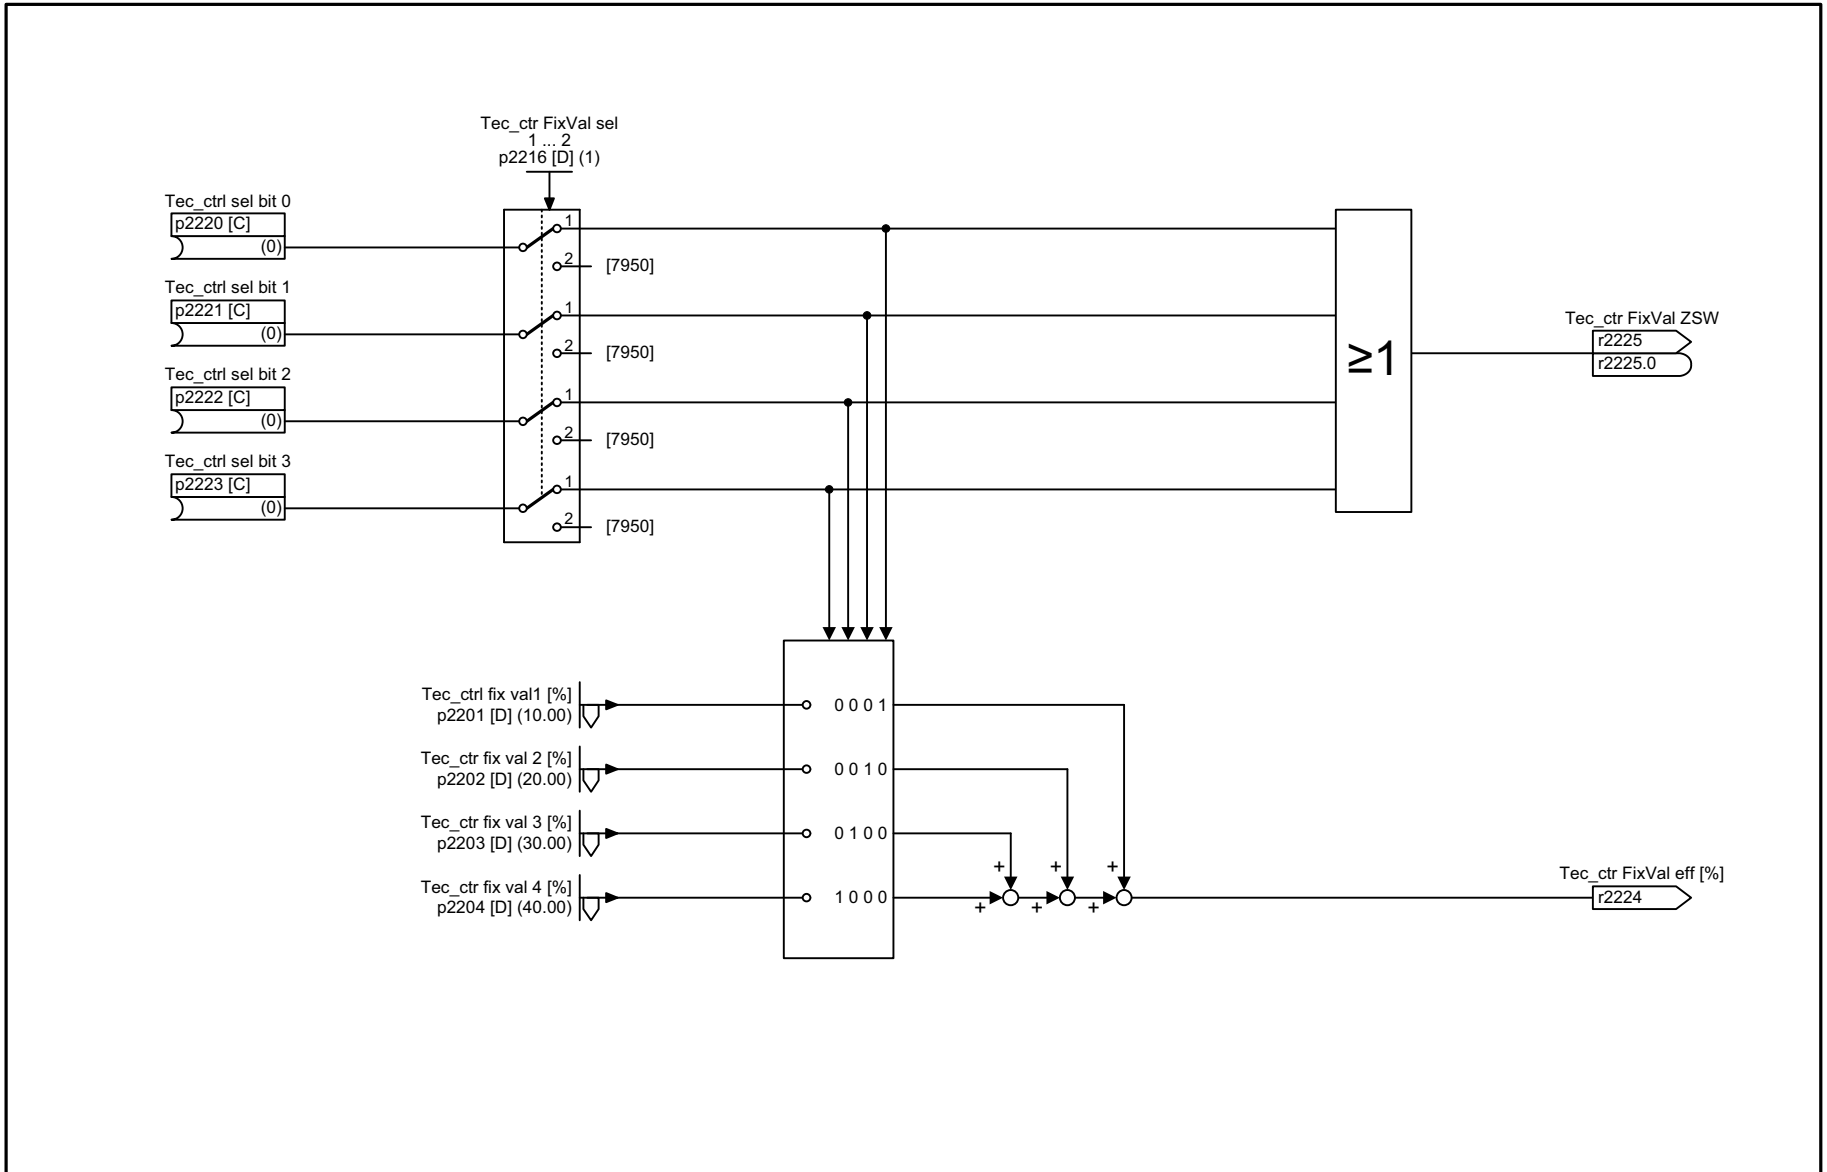 Tec_ctr FixVal sel
1 ... 2
p2216 [D] (1)
Tec_ctrl sel bit 0
p2220 [C]
(0)
1
2
[7950]
Tec_ctrl sel bit 1
p2221 [C]
(0)
1
2
[7950]
Tec_ctrl sel bit 2
p2222 [C]
(0)
1
2
[7950]
Tec_ctrl sel bit 3
p2223 [C]
(0)
1
2
[7950]
≥1
Tec_ctr FixVal ZSW
r2225
r2225.0
Tec_ctrl fix val1 [%]
p2201 [D] (10.00)
0 0 0 1
Tec_ctr fix val 2 [%]
p2202 [D] (20.00)
0 0 1 0
Tec_ctr fix val 3 [%]
p2203 [D] (30.00)
0 1 0 0
Tec_ctr fix val 4 [%]
p2204 [D] (40.00)
1 0 0 0
+
+
+
+
+
+
Tec_ctr FixVal eff [%]
r2224